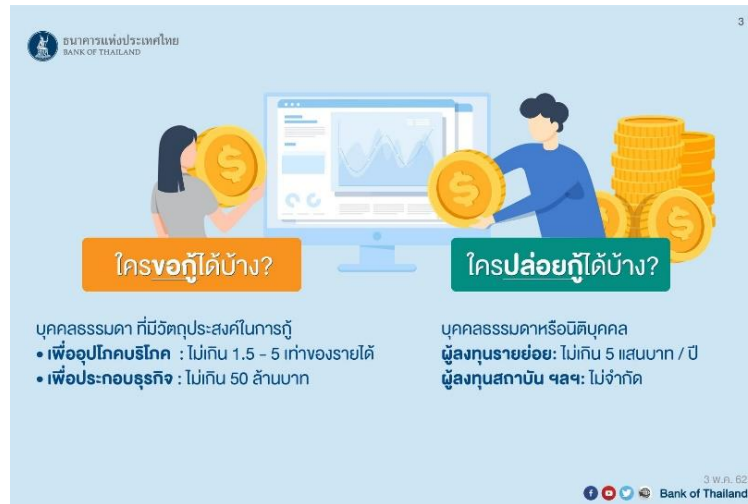 3
ธนาคารแห่งประเทศไทย
BANK OF THAILAND
ใครขอกู้ได้บ้าง?
บุคคลธรรมดา ที่มีวัตถุประสงค์ในการกู้
• เพื่ออุปโภคบริโภค : ไม่เกิน 1.5 - 5 เท่าของรายได้
• เพื่อประกอบธุรกิจ : ไม่เกิน 50 ล้านบาท
ใครปล่อยกู้ได้บ้าง?
บุคคลธรรมดาหรือนิติบุคคล
ผู้ลงทุนรายย่อย: ไม่เกิน 5 แสนบาท / ปี
ผู้ลงทุนสถาบัน ฯลฯ: ไม่จำกัด
3 พ.ค. 62
Bank of Thailand